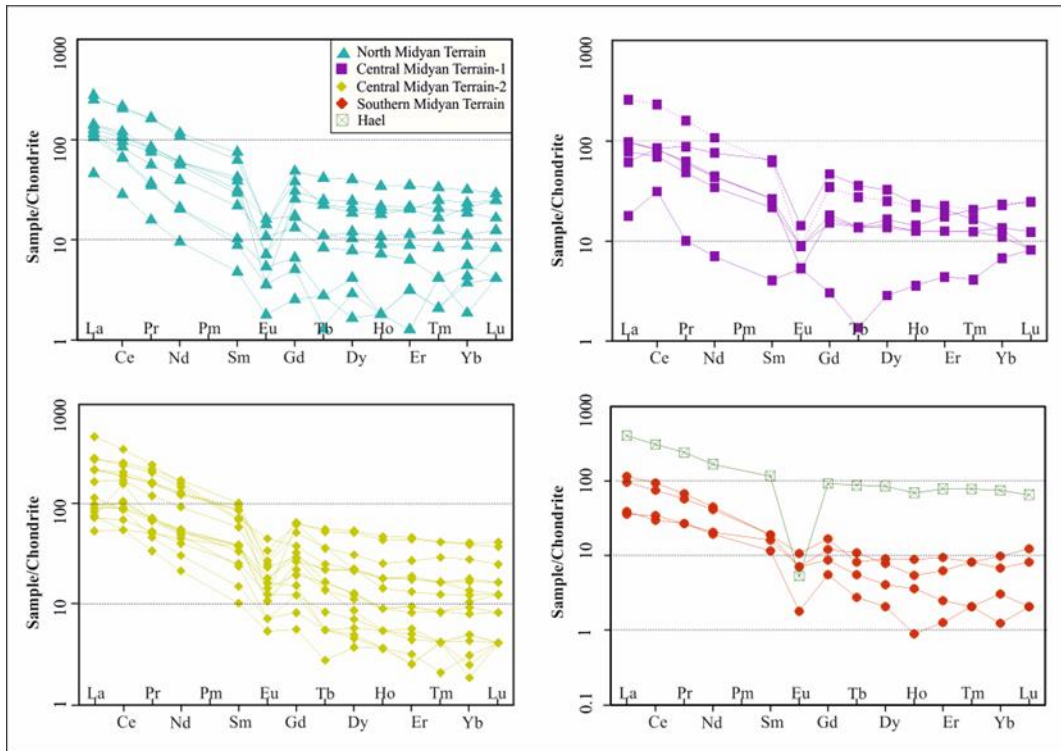 1000
100
10
1
Sample/Chondrite
North Midyan Terrain
Central Midyan Terrain-1
Central Midyan Terrain-2
Southern Midyan Terrain
Hael
La Pr Pm Eu Tb Ho Tm Lu
Ce Nd Sm Gd Dy Er Yb
1000
100
10
1
Sample/Chondrite
La Pr Pm Eu Tb Ho Tm Lu
Ce Nd Sm Gd Dy Er Yb
1000
100
10
1
Sample/Chondrite
La Pr Pm Eu Tb Ho Tm Lu
Ce Nd Sm Gd Dy Er Yb
1000
100
10
1
0.1
Sample/Chondrite
La Pr Pm Eu Tb Ho Tm Lu
Ce Nd Sm Gd Dy Er Yb